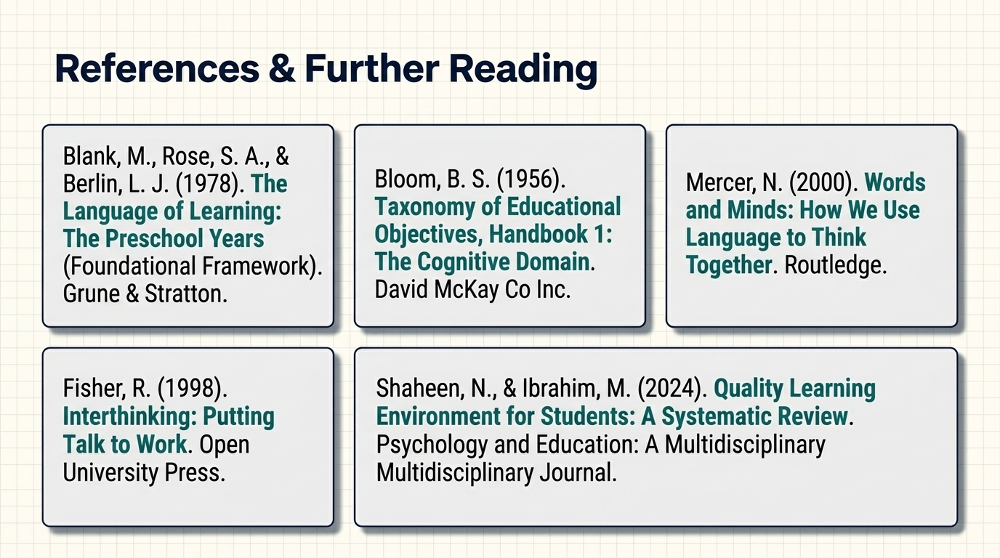 References & Further Reading
Blank, M., Rose, S. A., &
Berlin, L. J. (1978). The
Language of Learning:
The Preschool Years
(Foundational Framework).
Grune & Stratton.
Bloom, B. S. (1956).
Taxonomy of Educational
Objectives, Handbook 1:
The Cognitive Domain.
David McKay Co Inc.
Mercer, N. (2000). Words
and Minds: How We Use
Language to Think
Together. Routledge.
Fisher, R. (1998).
Interthinking: Putting
Talk to Work. Open
University Press.
Shaheen, N., & Ibrahim, M. (2024). Quality Learning
Environment for Students: A Systematic Review.
Psychology and Education: A Multidisciplinary
Multidisciplinary Journal.